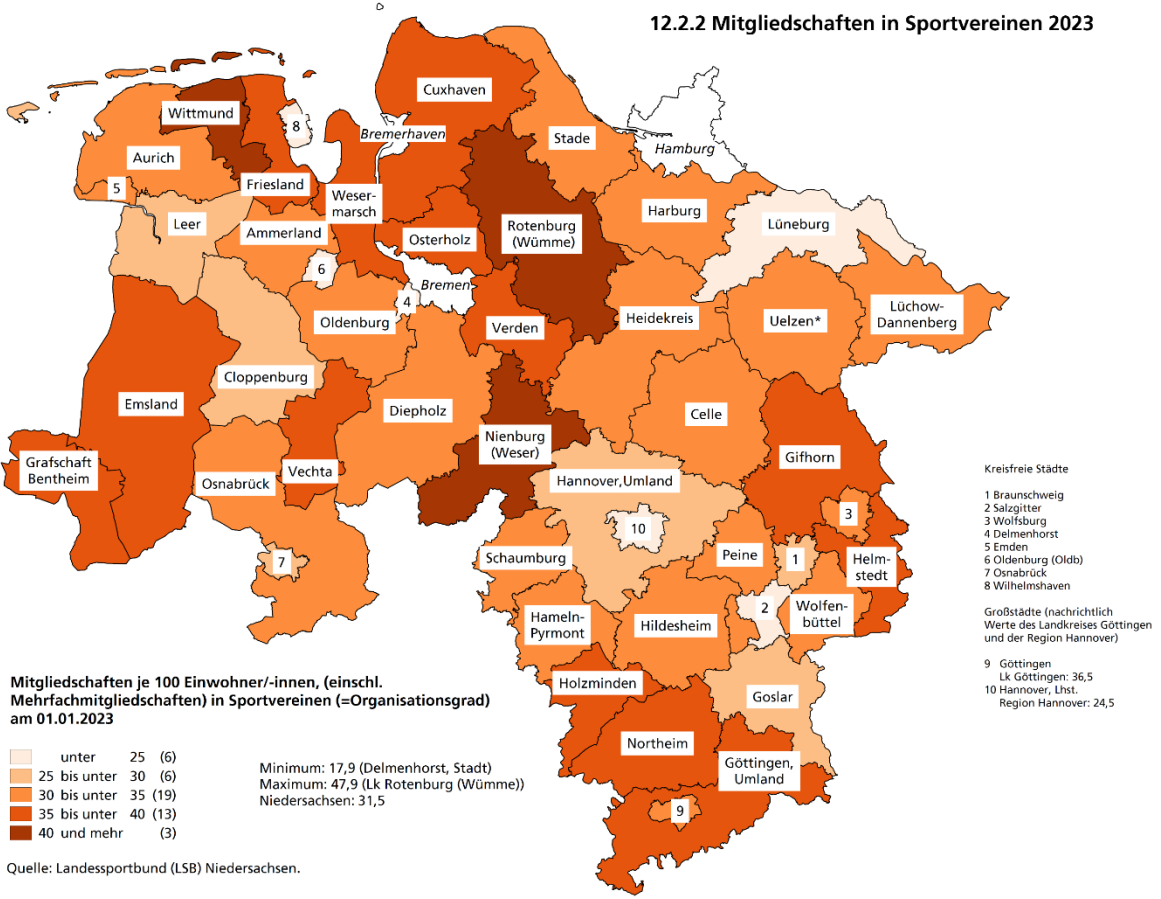 12.2.2 Mitgliedschaften in Sportvereinen 2023
Cuxhaven
Wittmund
8
Bremerhaven
Stade
Hamburg
Aurich
5
Friesland
Weser-
marsch
Harburg
Lüneburg
Leer
Ammerland
Osterholz
Rotenburg
(Wümme)
6
Bremen
4
Oldenburg
Verden
Heidekreis
Uelzen*
Lüchow-
Dannenberg
Cloppenburg
Emsland
Diepholz
Celle
Nienburg
(Weser)
Gifhorn
Grafschaft
Bentheim
Osnabrück
Vechta
Hannover,Umland
10
3
Schaumburg
Peine
1
Helm-
stedt
7
2
Wolfen-
büttel
Hameln-
Pyrmont
Hildesheim
Holzminden
Goslar
Northeim
Göttingen,
Umland
9
Kreisfreie Städte
1 Braunschweig
2 Salzgitter
3 Wolfsburg
4 Delmenhorst
5 Emden
6 Oldenburg (Oldb)
7 Osnabrück
8 Wilhelmshaven
Großstädte (nachrichtlich
Werte des Landkreises Göttingen
und der Region Hannover)
9 Göttingen
Lk Göttingen: 36,5
10 Hannover, Lhst.
Region Hannover: 24,5
Mitgliedschaften je 100 Einwohner/-innen, (einschl.
Mehrfachmitgliedschaften) in Sportvereinen (=Organisationsgrad)
am 01.01.2023
unter 25 (6)
25 bis unter 30 (6)
30 bis unter 35 (19)
35 bis unter 40 (13)
40 und mehr (3)
Minimum: 17,9 (Delmenhorst, Stadt)
Maximum: 47,9 (Lk Rotenburg (Wümme))
Niedersachsen: 31,5
Quelle: Landessportbund (LSB) Niedersachsen.